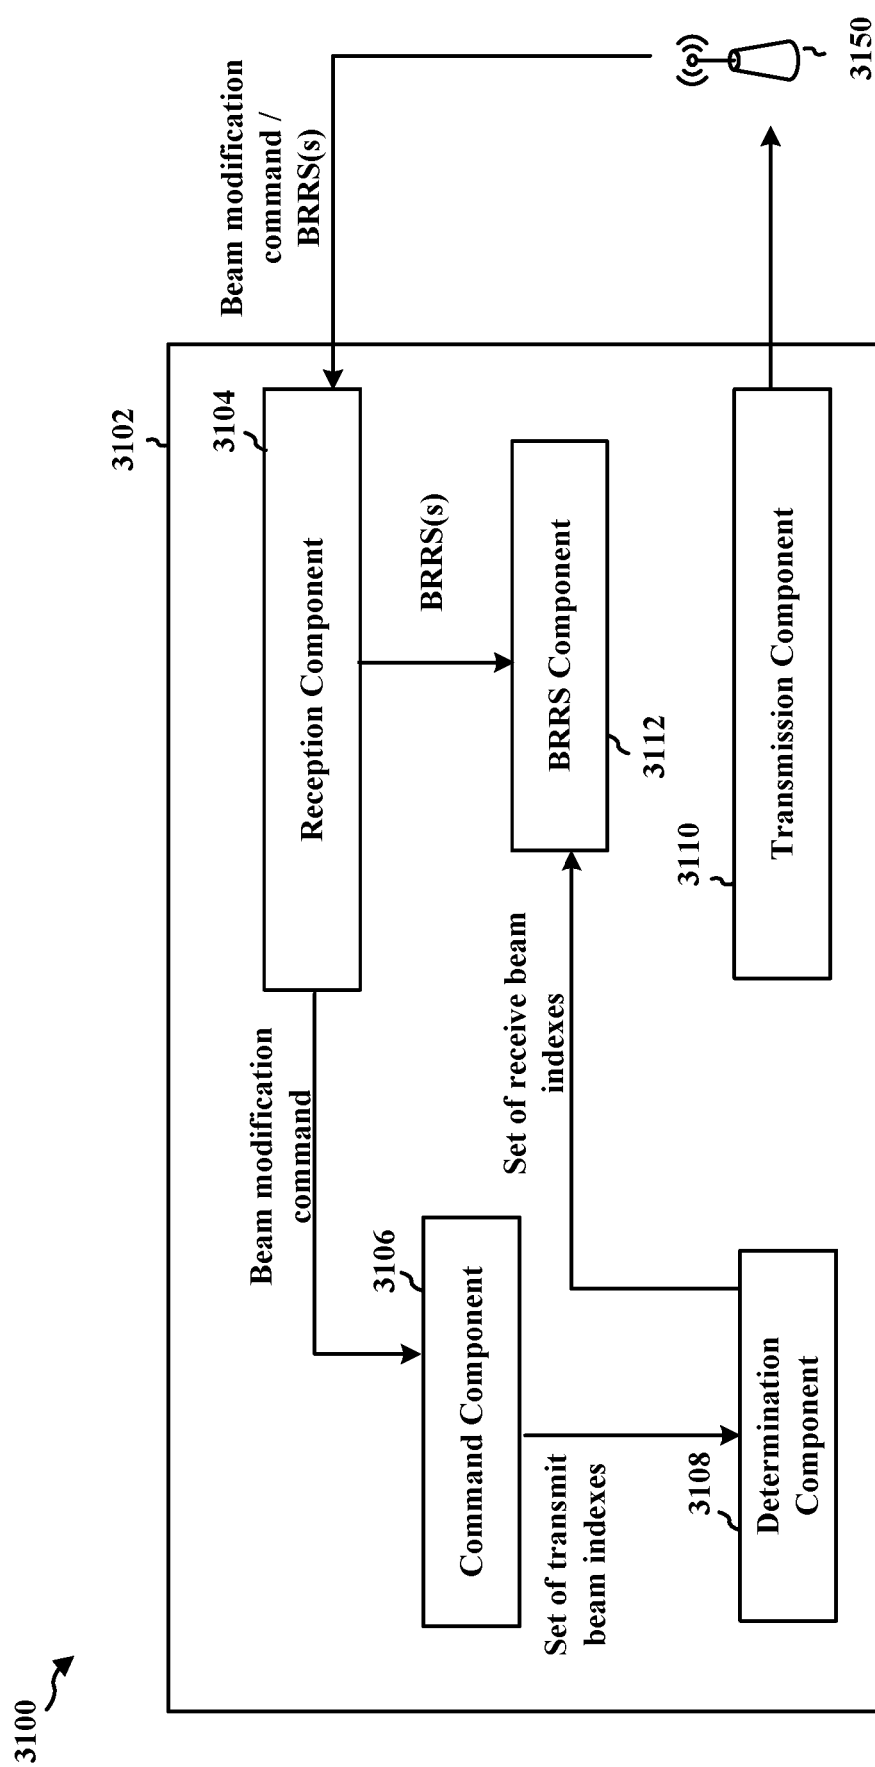 3100
3102
Beam modification
command /
BRRS(s)
3104
Reception Component
Beam modification
command
BRRS(s)
3106
Command Component
Set of receive beam
indexes
BRRS Component
3112
Set of transmit
beam indexes
3108
Determination
Component
3110
Transmission Component
3150